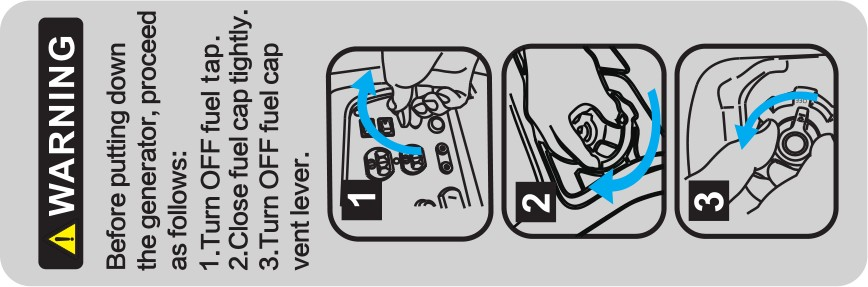 WARNING
Before putting down
the generator, proceed
as follows:
1.Turn OFF fuel tap.
2.Close fuel cap tightly.
3.Turn OFF fuel cap
vent lever.
1
2
3